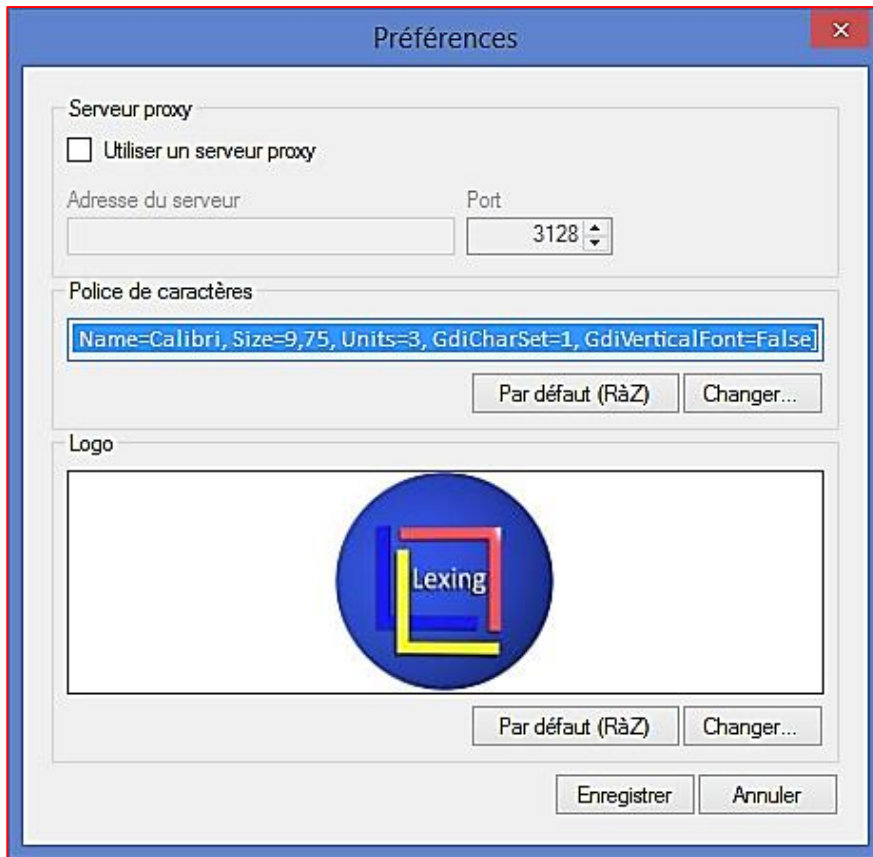 Préférences
Serveur proxy
Utiliser un serveur proxy
Adresse du serveur
Port
3128
Police de caractères
Name=Calibri, Size=9,75, Units=3, GdiCharSet=1, GdiVerticalFont=False]
Par défaut (RàZ) Changer...
Logo
Lexing
Par défaut (RàZ) Changer...
Enregistrer Annuler